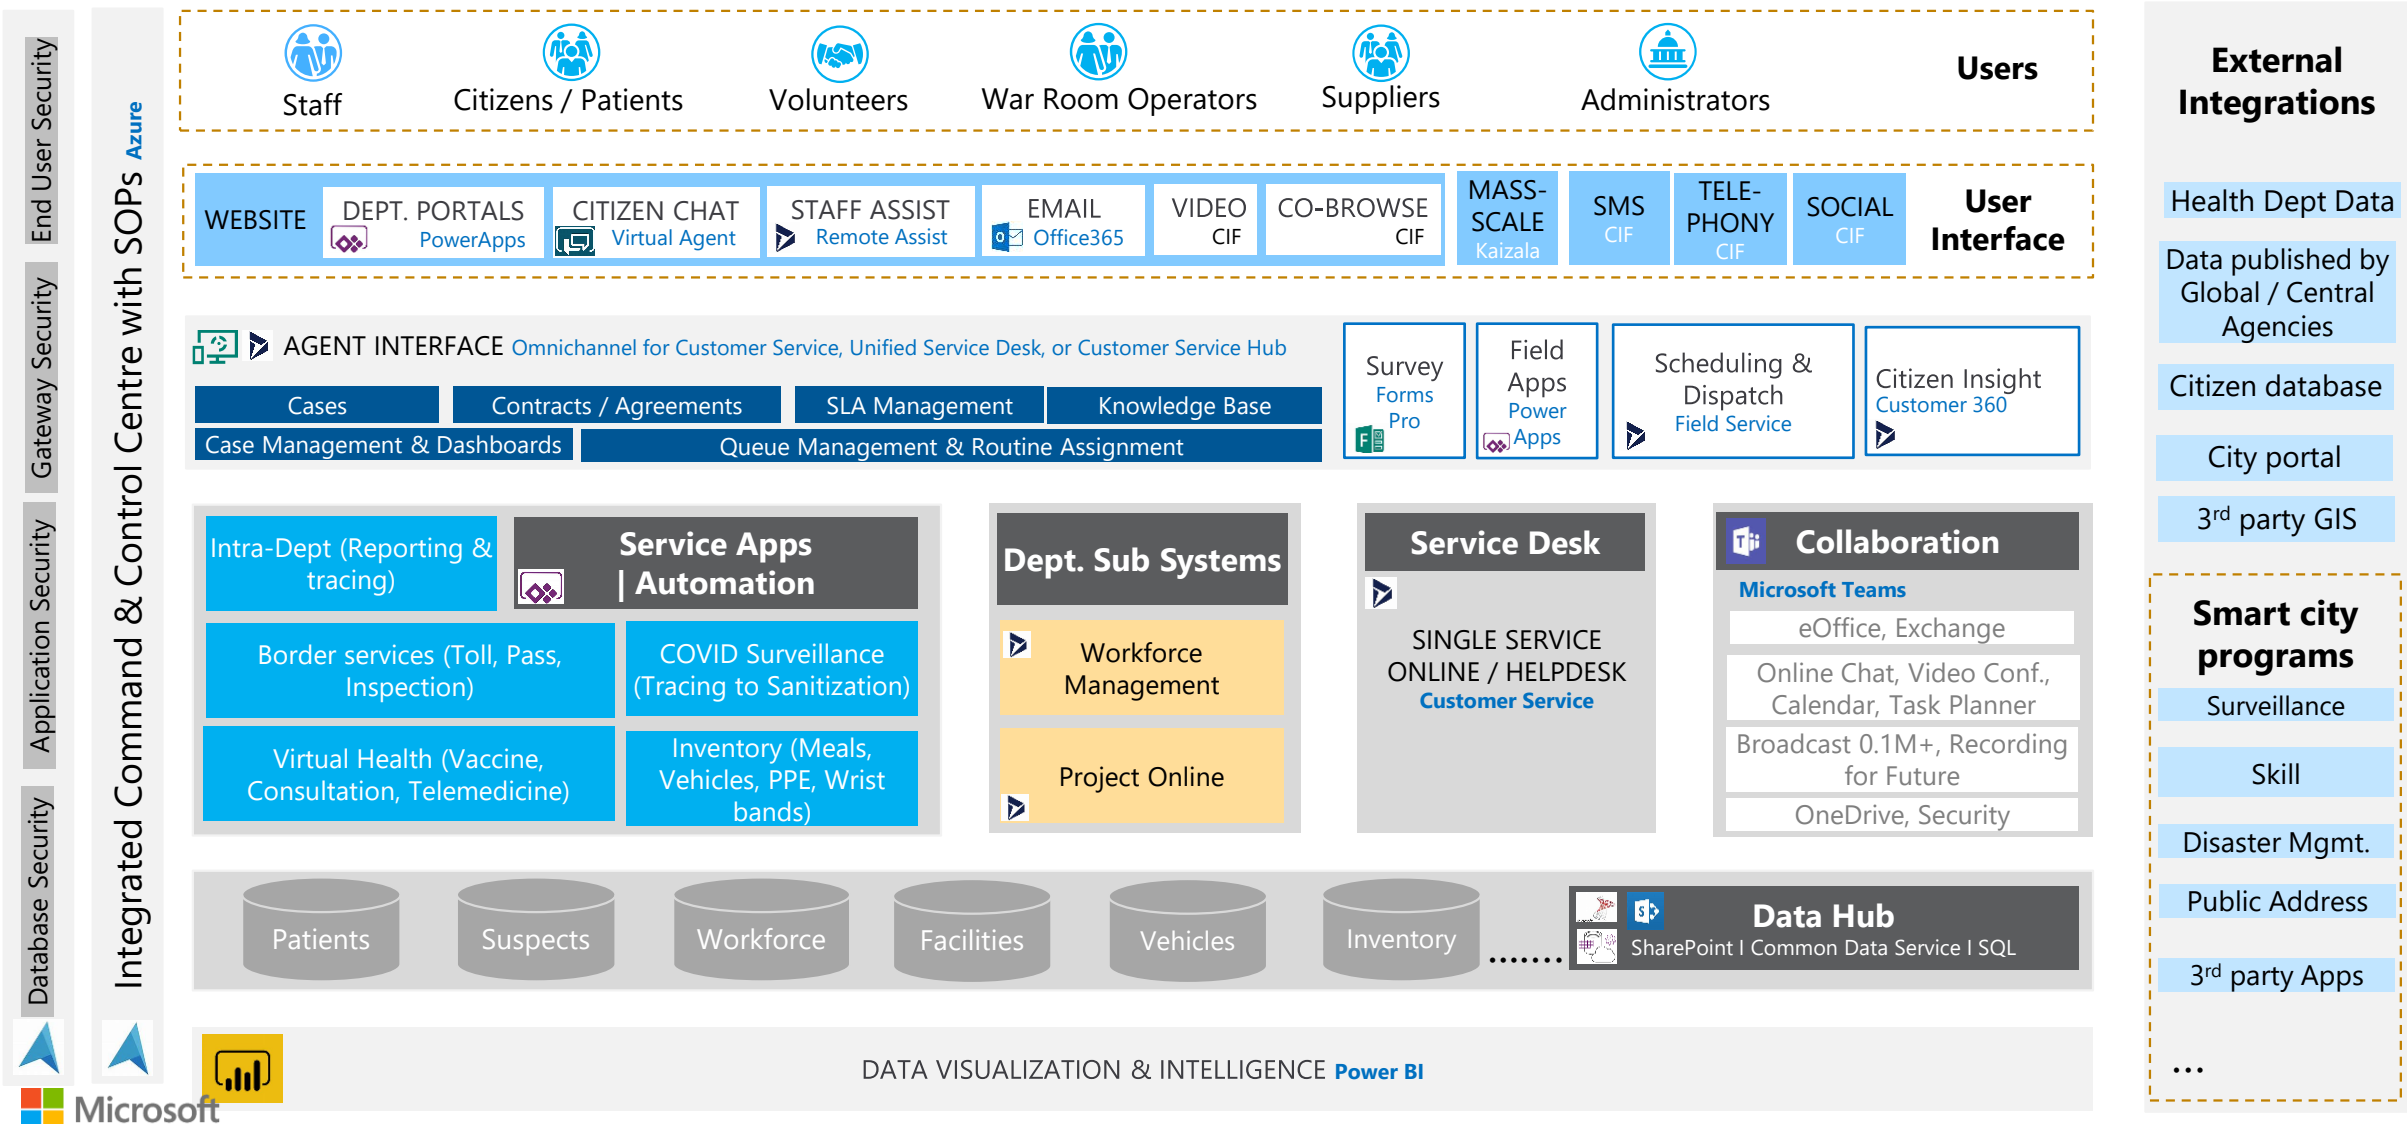 End User Security
Gateway Security
Application Security
Database Security
Integrated Command & Control Centre with SOPs Azure
Staff
Citizens / Patients
Volunteers
War Room Operators
Suppliers
Administrators
Users
WEBSITE
DEPT. PORTALS
PowerApps
CITIZEN CHAT
Virtual Agent
STAFF ASSIST
Remote Assist
EMAIL
Office365
VIDEO
CIF
CO-BROWSE
CIF
MASS-
SCALE
Kaizala
SMS
CIF
TELE-
PHONY
CIF
SOCIAL
CIF
User
Interface
AGENT INTERFACE Omnichannel for Customer Service, Unified Service Desk, or Customer Service Hub
Cases
Contracts / Agreements
SLA Management
Knowledge Base
Case Management & Dashboards
Queue Management & Routine Assignment
Survey
Forms
Pro
Field
Apps
Power
Apps
Scheduling &
Dispatch
Field Service
Citizen Insight
Customer 360
Intra-Dept (Reporting &
tracing)
Service Apps
| Automation
Border services (Toll, Pass,
Inspection)
COVID Surveillance
(Tracing to Sanitization)
Virtual Health (Vaccine,
Consultation, Telemedicine)
Inventory (Meals,
Vehicles, PPE, Wrist
bands)
Dept. Sub Systems
Workforce
Management
Project Online
Service Desk
SINGLE SERVICE
ONLINE / HELPDESK
Customer Service
Collaboration
Microsoft Teams
eOffice, Exchange
Online Chat, Video Conf.,
Calendar, Task Planner
Broadcast 0.1M+, Recording
for Future
OneDrive, Security
Patients
Suspects
Workforce
Facilities
Vehicles
Inventory
.......
Data Hub
SharePoint I Common Data Service I SQL
DATA VISUALIZATION & INTELLIGENCE Power BI
Microsoft
External
Integrations
Health Dept Data
Data published by
Global / Central
Agencies
Citizen database
City portal
3rd party GIS
Smart city
programs
Surveillance
Skill
Disaster Mgmt.
Public Address
3rd party Apps
...